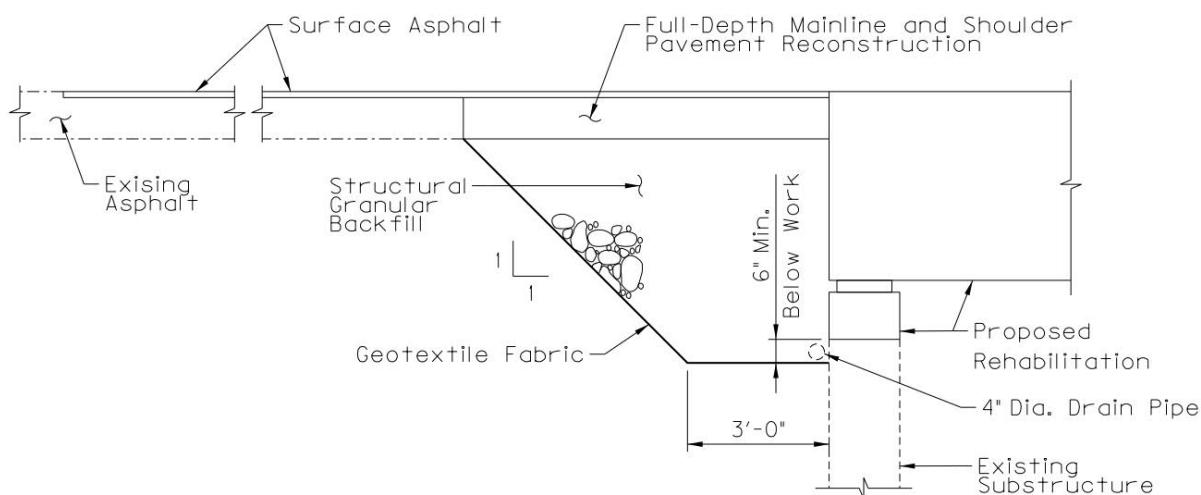 Surface Asphalt
Full-Depth Mainline and Shoulder
Pavement Reconstruction
Exising
Asphalt
Structural
Granular
Backfill
6" Min.
Below Work
1
1
Geotextile Fabric
Proposed
Rehabilitation
4" Dia. Drain Pipe
3'-0"
Existing
Substructure